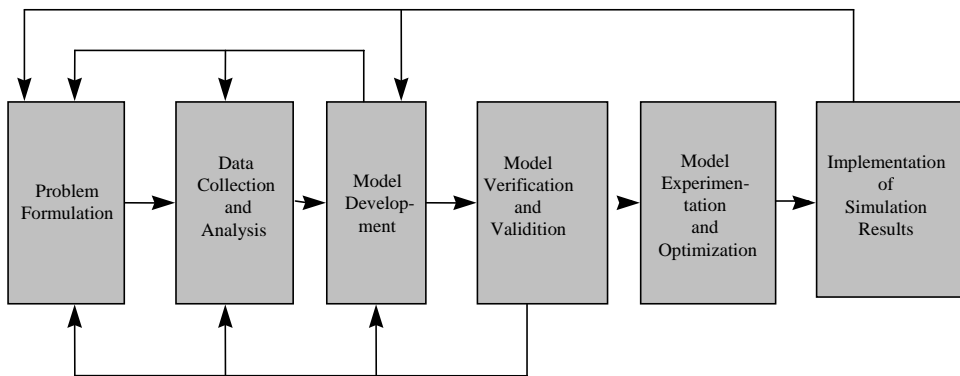 Problem
Formulation
Data
Collection
and
Analysis
Model
Develop-
ment
Model
Verification
and
Validition
Model
Experimen-
tation
and
Optimization
Implementation
of
Simulation
Results